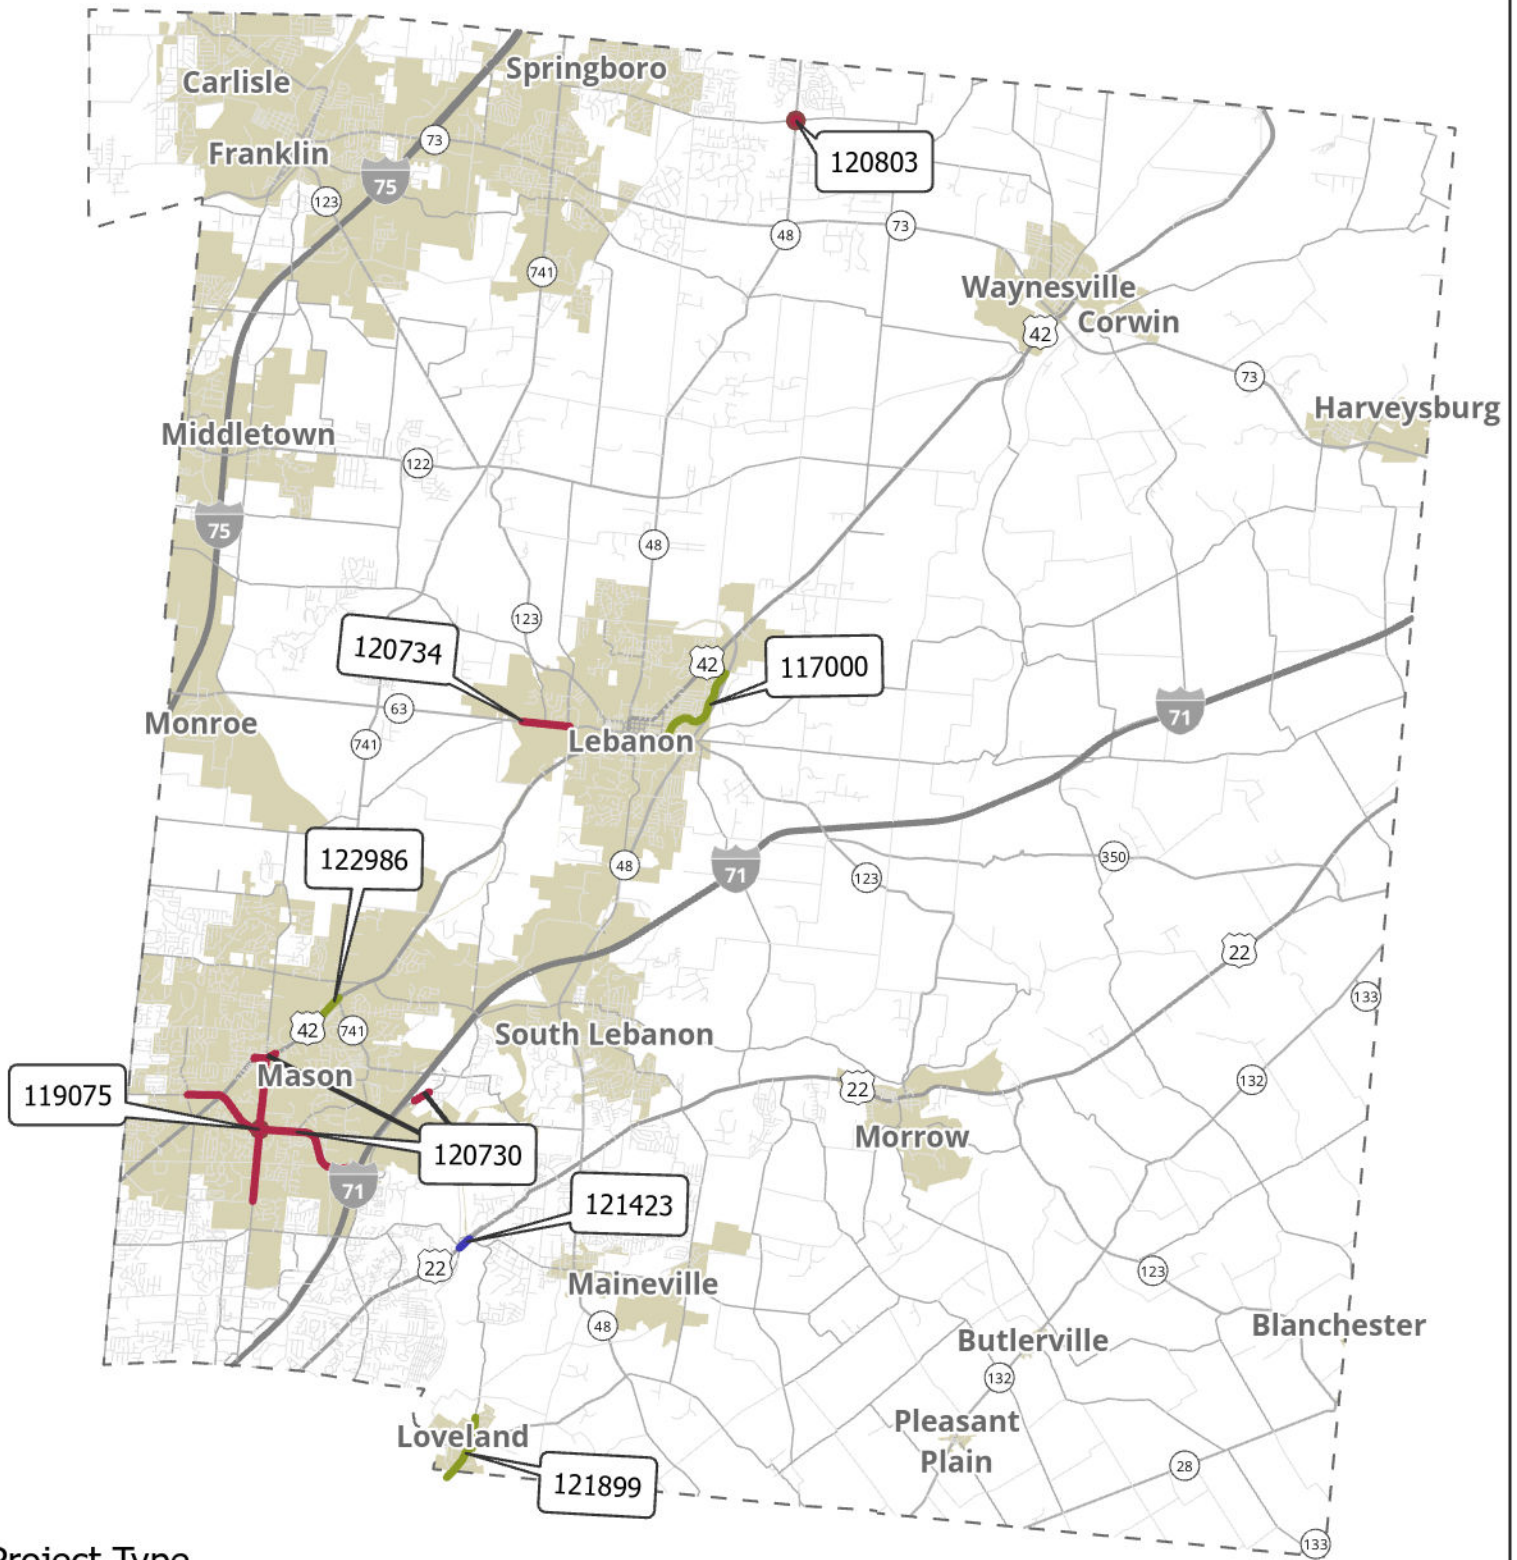 Springboro
Carlisle
73
120803
Franklin
75
123
48
73
741
Waynesville
Corwin
42
73
Harveysburg
Middletown
122
75
48
123
120734
42
117000
63
Monroe
741
Lebanon
71
122986
48
71
123
350
22
133
42
741
South Lebanon
Mason
119075
22
132
Morrow
120730
71
121423
22
123
Maineville
48
Butlerville
Blanchester
132
Loveland
Pleasant
Plain
28
121899
133
Project Type